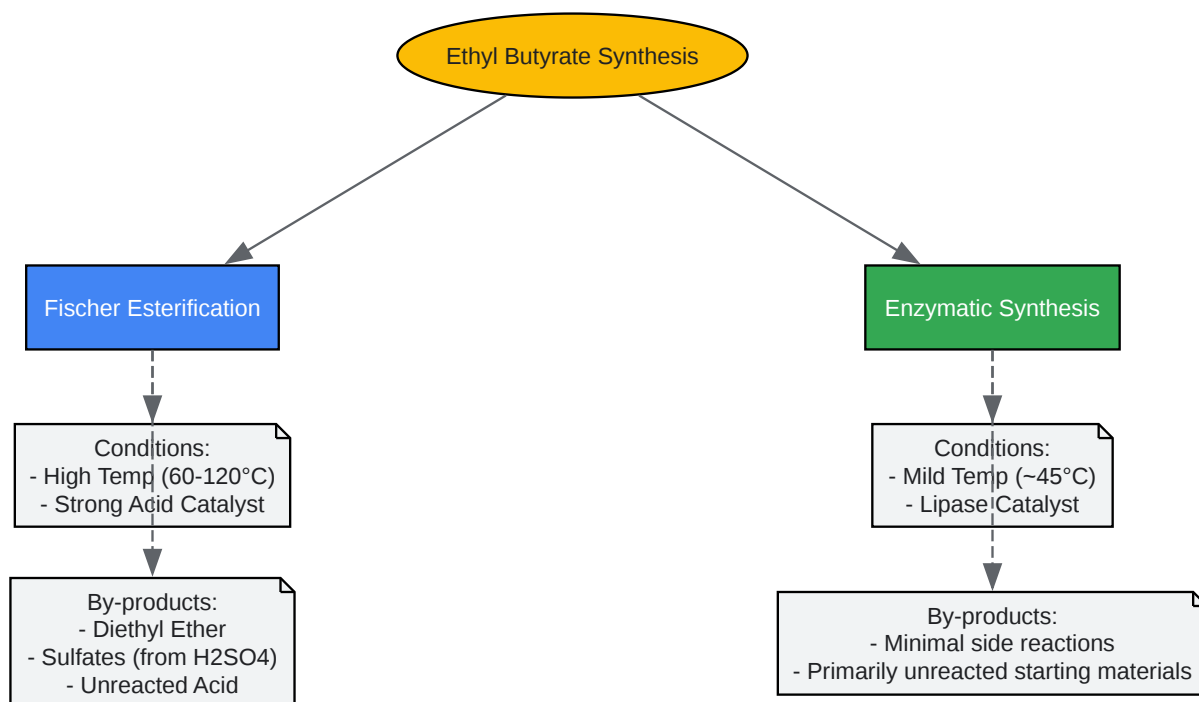 Ethyl Butyrate Synthesis
Fischer Esterification
Enzymatic Synthesis
Conditions:
- High Temp (60-120°C)
- Strong Acid Catalyst
Conditions:
- Mild Temp (~45°C)
- Lipase Catalyst
By-products:
- Diethyl Ether
- Sulfates (from H2SO4)
- Unreacted Acid
By-products:
- Minimal side reactions
- Primarily unreacted starting materials